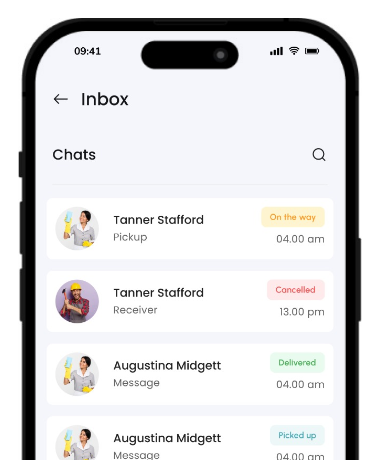 09:41
Inbox
Chats
Tanner Stafford
On the way
Pickup
04.00 am
Tanner Stafford
Cancelled
Receiver
13.00 pm
Augustina Midgett
Delivered
Message
04.00 am
Augustina Midgett
Picked up
Message
04.00 am